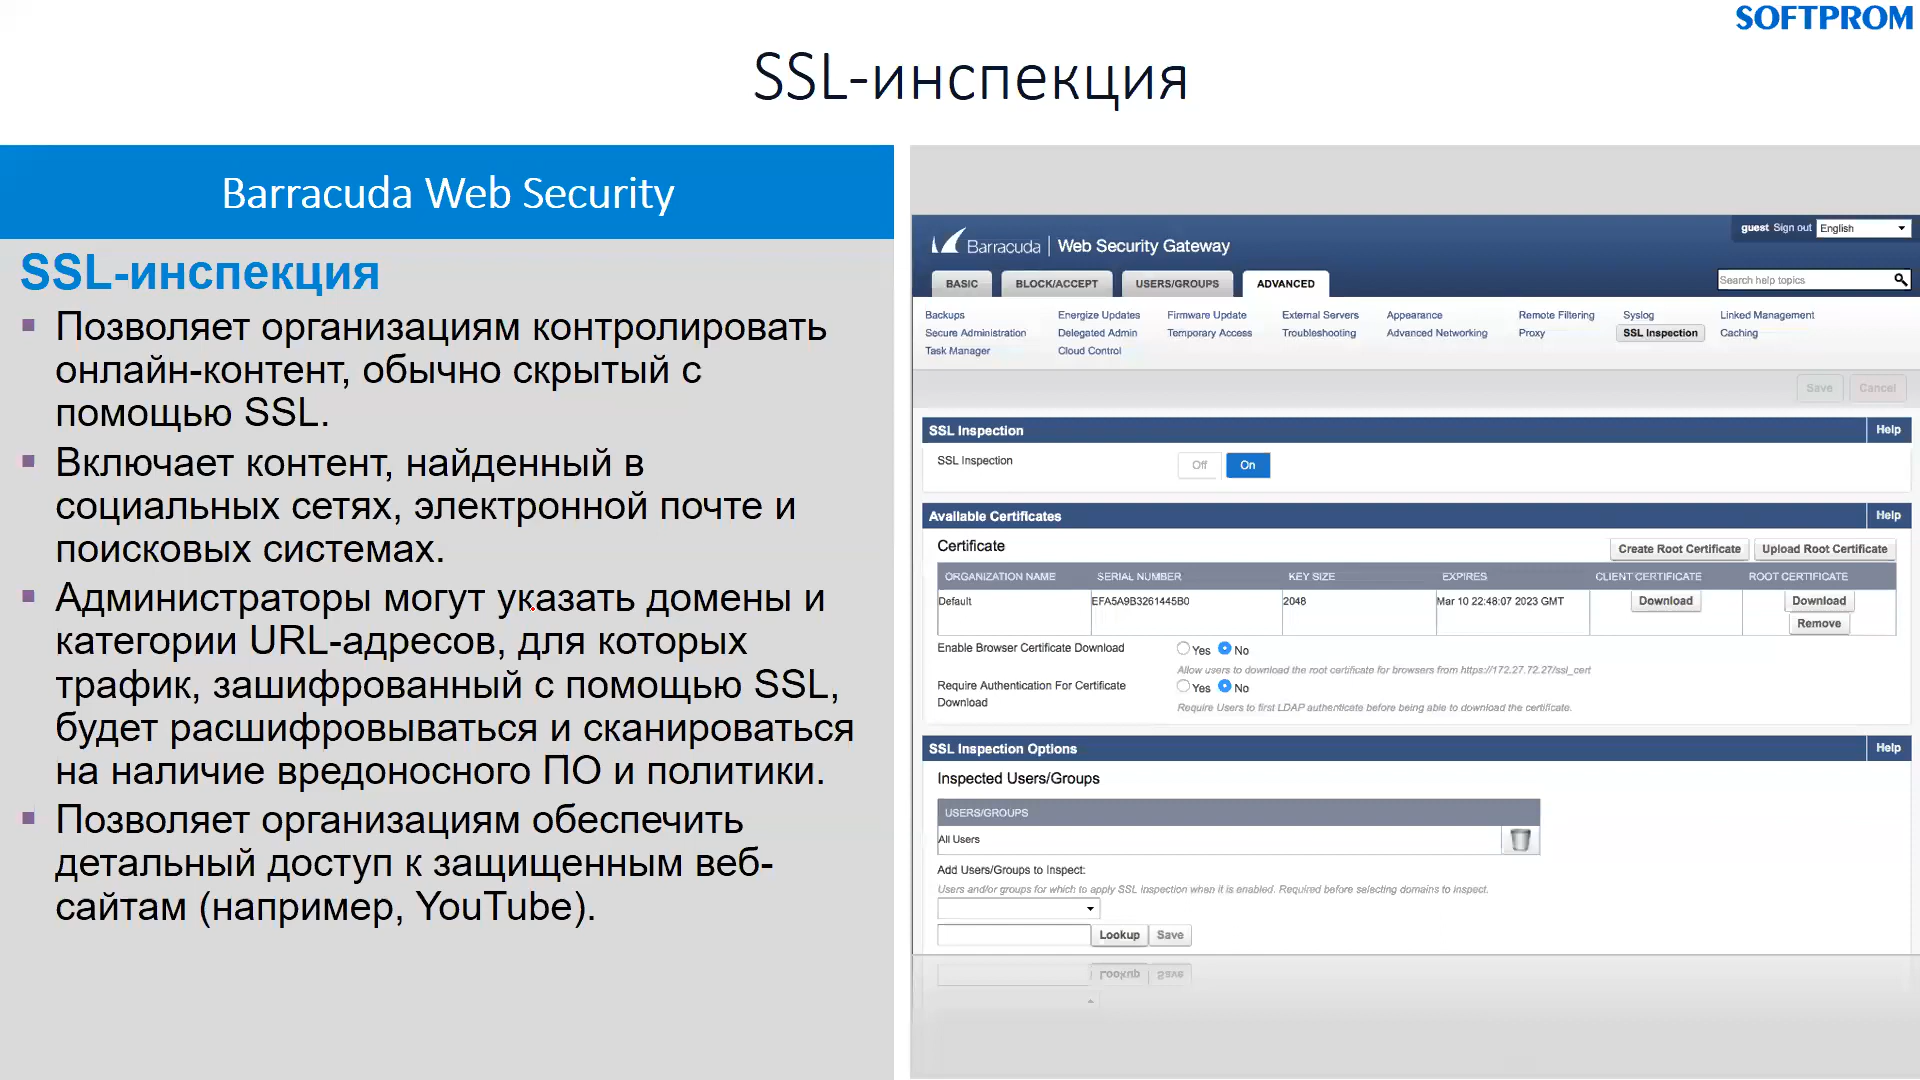 SOFTPROM
SSL-инспекция
Barracuda Web Security
SSL-инспекция
Позволяет организациям контролировать
онлайн-контент, обычно скрытый с
помощью SSL.
Включает контент, найденный в
социальных сетях, электронной почте и
поисковых системах.
Администраторы могут указать домены и
категории URL-адресов, для которых
трафик, зашифрованный с помощью SSL,
будет расшифровываться и сканироваться
на наличие вредоносного ПО и политики.
Позволяет организациям обеспечить
детальный доступ к защищенным веб-
сайтам (например, YouTube).
guest Sign out English
Barracuda | Web Security Gateway
BASIC BLOCK/ACCEPT USERS/GROUPS ADVANCED
Search help topics
Backups Energize Updates Firmware Update External Servers Appearance Remote Filtering Syslog Linked Management
Secure Administration Delegated Admin Temporary Access Troubleshooting Advanced Networking Proxy SSL Inspection Caching
Task Manager Cloud Control
Save Cancel
SSL Inspection Help
SSL Inspection Off On
Available Certificates Help
Certificate Create Root Certificate Upload Root Certificate
ORGANIZATION NAME SERIAL NUMBER KEY SIZE EXPIRES CLIENT CERTIFICATE ROOT CERTIFICATE
Default EFA5A9B3261445B0 2048 Mar 10 22:48:07 2023 GMT Download Download
Remove
Enable Browser Certificate Download Yes No
Allow users to download the root certificate for browsers from https://172.27.72.27/ssl_cert
Require Authentication For Certificate Yes No
Download
Require Users to first LDAP authenticate before being able to download the certificate.
SSL Inspection Options Help
Inspected Users/Groups
USERS/GROUPS
All Users
Add Users/Groups to Inspect:
Users and/or groups for which to apply SSL inspection when it is enabled. Required before selecting domains to inspect.
Lookup Save